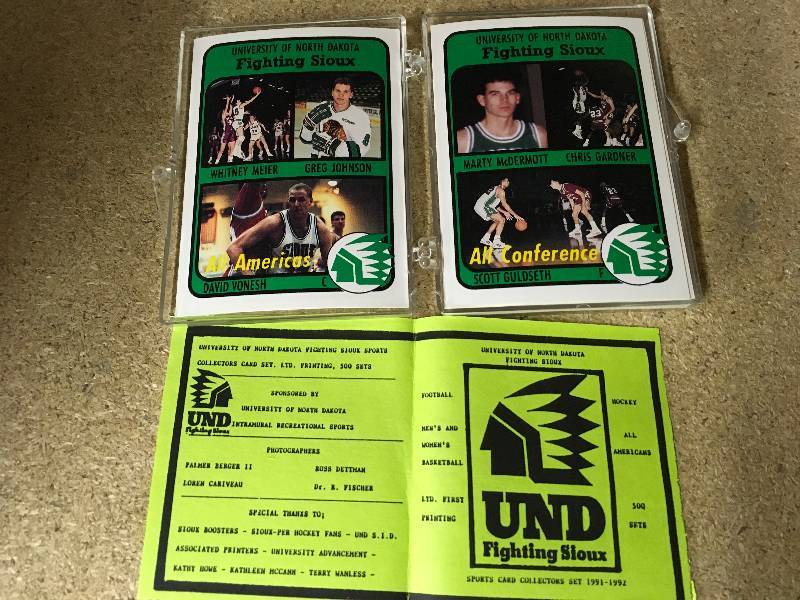 UNIVERSITY OF NORTH DAKOTA
Fighting Sioux
WHITNEY MEIER GREG JOHNSON
All Americas
DAVID VONESH C
UNIVERSITY OF NORTH DAKOTA
Fighting Sioux
MARTY McDERMOTT CHRIS GARDNER
All Conference
SCOTT GULDSETH F
UNIVERSITY OF NORTH DAKOTA FIGHTING SIOUX SPORTS
COLLECTORS CARD SET. LTD. PRINTING, 500 SETS
SPONSORED BY
UNIVERSITY OF NORTH DAKOTA
INTRAMURAL RECREATIONAL SPORTS
UND
Fighting Sioux
PHOTOGRAPHERS
PALMER BERGER II ROSS DETTMAN
LOREN CARIVEAU Dr. R. FISCHER
SPECIAL THANKS TO;
SIOUX BOOSTERS - SIOUX-PER HOCKEY FANS - UND S.I.D.
ASSOCIATED PRINTERS - UNIVERSITY ADVANCEMENT -
KATHY HOWE - KATHLEEN MCCANN - TERRY WANLESS -
UNIVERSITY OF NORTH DAKOTA
FIGHTING SIOUX
FOOTBALL
MEN'S AND
WOMEN'S
BASKETBALL
LTD. FIRST
PRINTING
HOCKEY
ALL
AMERICANS
500
SETS
UND
Fighting Sioux
SPORTS CARD COLLECTORS SET 1991-1992